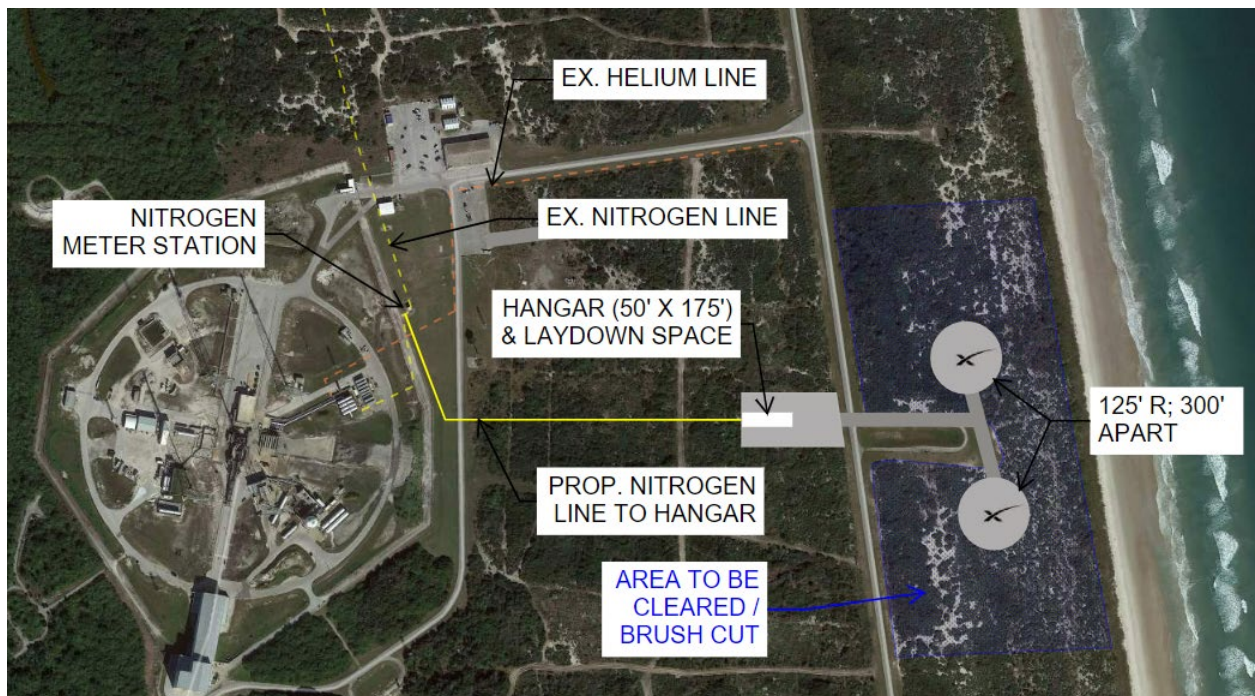 EX. HELIUM LINE
NITROGEN
METER STATION
EX. NITROGEN LINE
HANGAR (50' X 175')
& LAYDOWN SPACE
125' R; 300'
APART
PROP. NITROGEN
LINE TO HANGAR
AREA TO BE
CLEARED /
BRUSH CUT